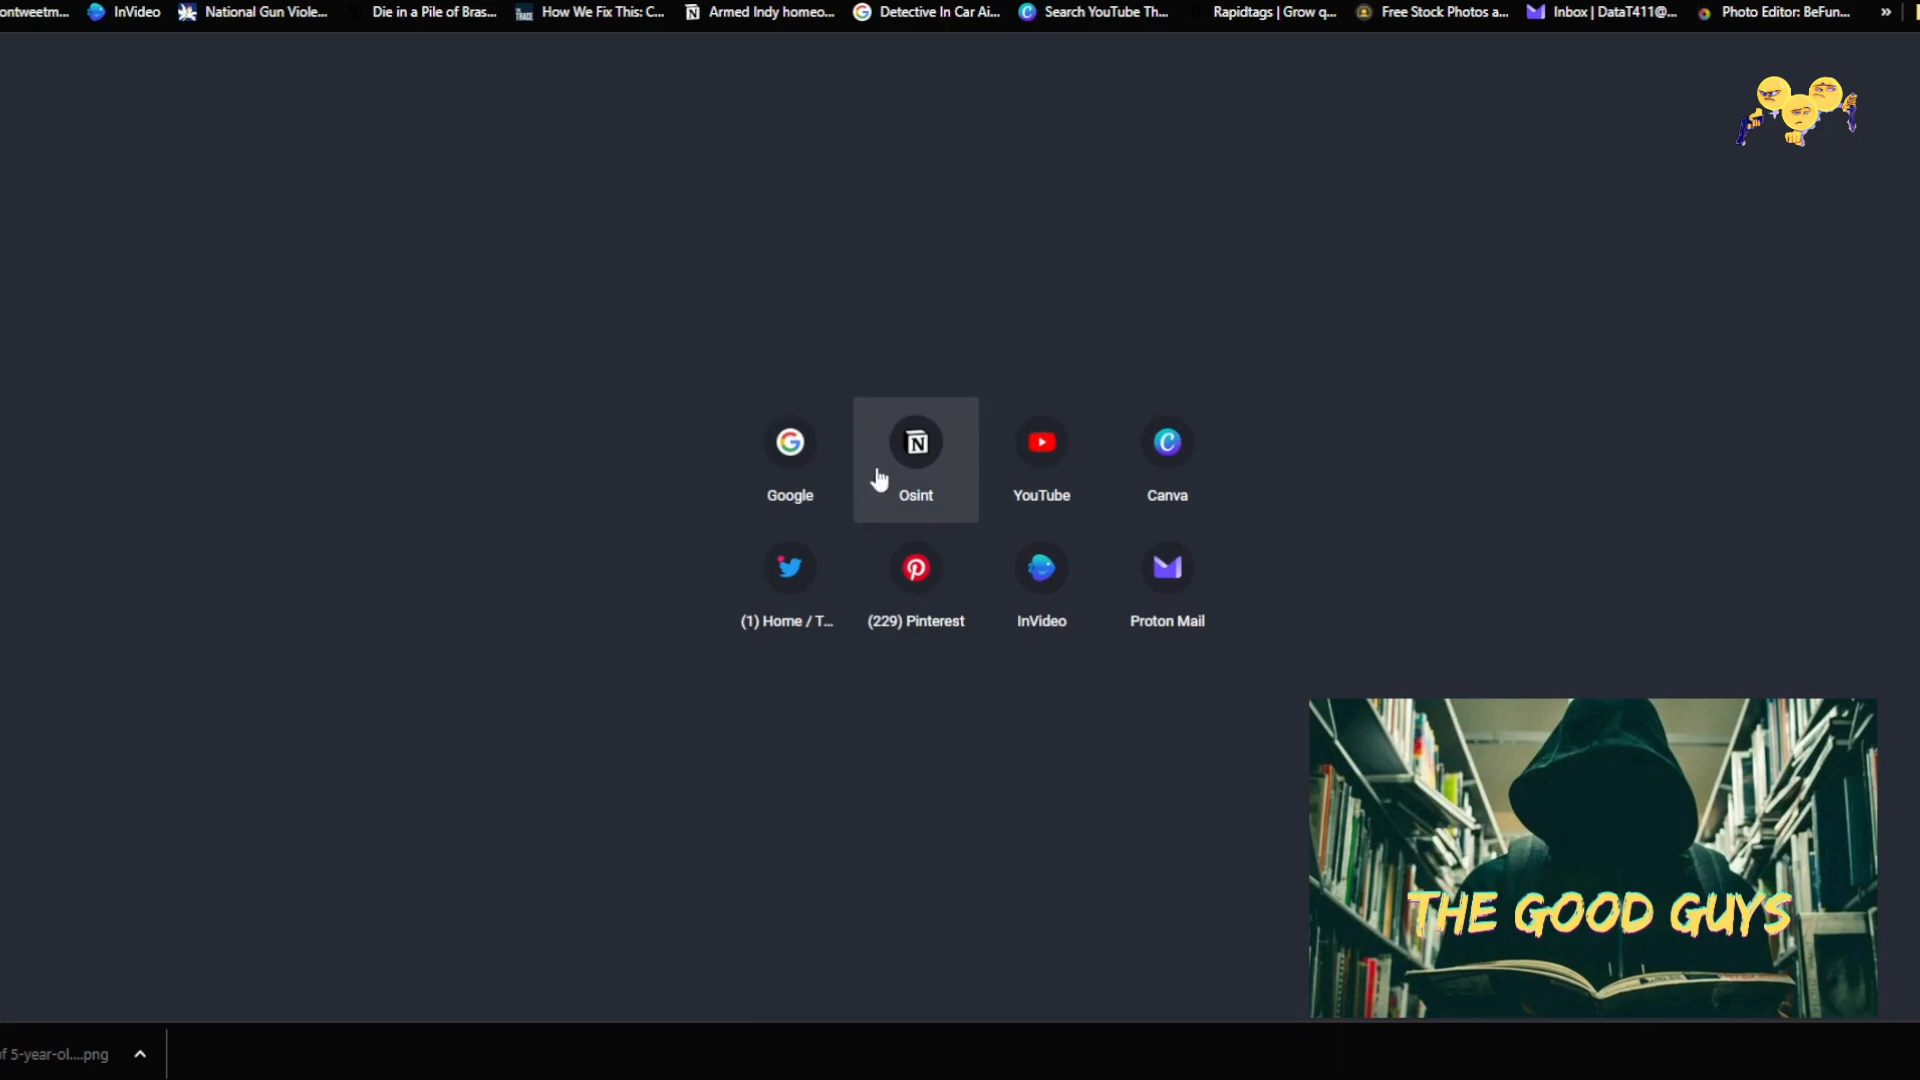 ontweetm...
InVideo
National Gun Viole...
Die in a Pile of Bras...
How We Fix This: C...
Armed Indy homeo...
Detective In Car Ai...
Search YouTube Th...
Rapidtags | Grow q...
Free Stock Photos a...
Inbox | DataT411@...
Photo Editor: BeFun...
»
Google
Osint
YouTube
Canva
(1) Home / T...
(229) Pinterest
InVideo
Proton Mail
THE GOOD GUYS
of 5-year-ol....png